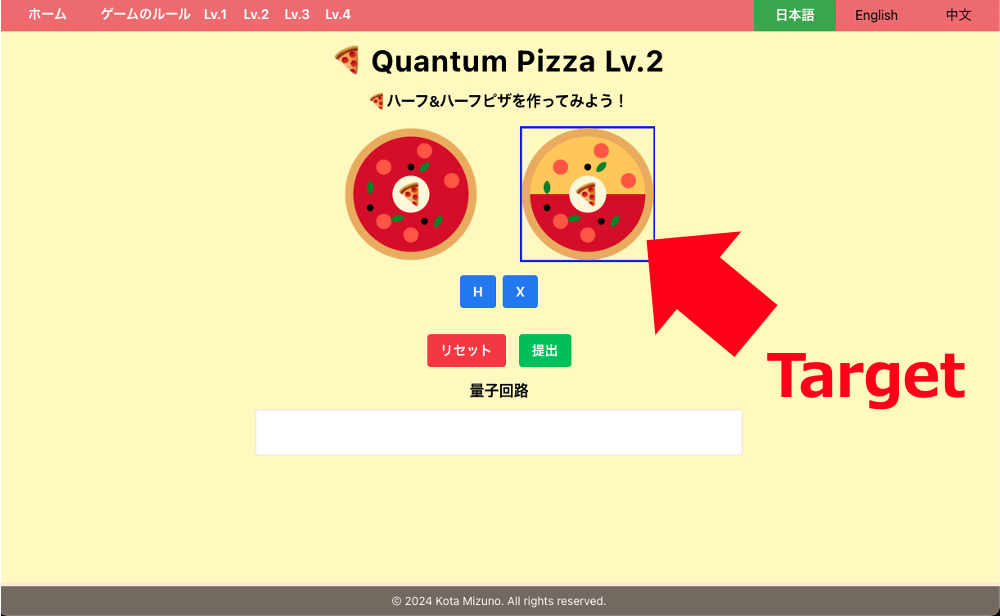 ホーム ゲームのルール Lv.1 Lv.2 Lv.3 Lv.4 日本語 English 中文
Quantum Pizza Lv.2
ハーフ&ハーフピザを作ってみよう！
H X
リセット 提出
Target
量子回路
© 2024 Kota Mizuno. All rights reserved.